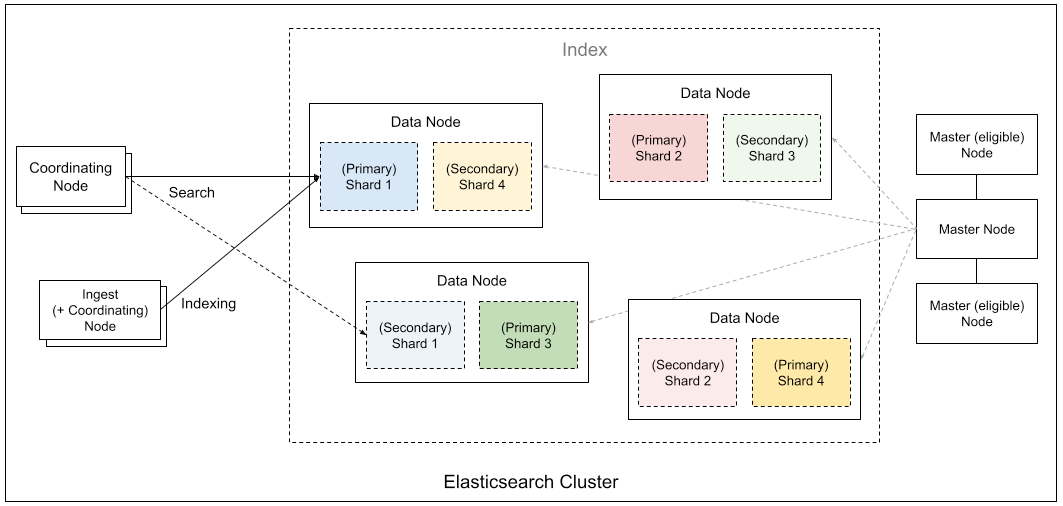 Index
Data Node
(Primary)
Shard 1
(Secondary)
Shard 4
Data Node
(Primary)
Shard 2
(Secondary)
Shard 3
Coordinating
Node
Search
Ingest
(+ Coordinating)
Node
Indexing
Data Node
(Secondary)
Shard 1
(Primary)
Shard 3
Data Node
(Secondary)
Shard 2
(Primary)
Shard 4
Master (eligible)
Node
Master Node
Master (eligible)
Node
Elasticsearch Cluster